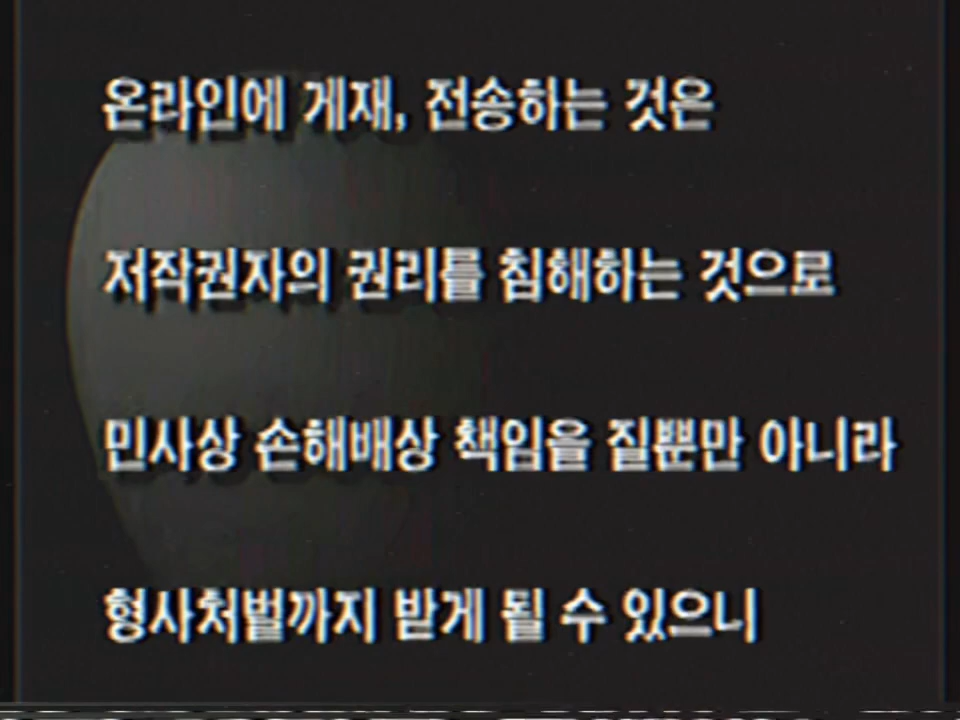 온라인에 게재, 전송하는 것은
저작권자의 권리를 침해하는 것으로
민사상 손해배상 책임을 질뿐만 아니라
형사처벌까지 받게 될 수 있으니